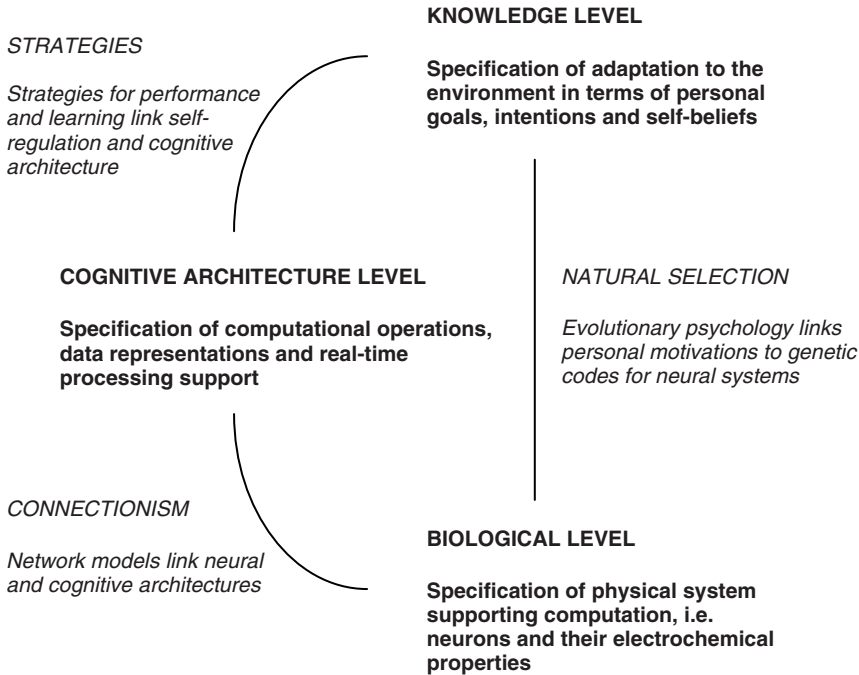 KNOWLEDGE LEVEL
Specification of adaptation to the
environment in terms of personal
goals, intentions and self-beliefs
STRATEGIES
Strategies for performance
and learning link self-
regulation and cognitive
architecture
COGNITIVE ARCHITECTURE LEVEL
Specification of computational operations,
data representations and real-time
processing support
NATURAL SELECTION
Evolutionary psychology links
personal motivations to genetic
codes for neural systems
CONNECTIONISM
Network models link neural
and cognitive architectures
BIOLOGICAL LEVEL
Specification of physical system
supporting computation, i.e.
neurons and their electrochemical
properties